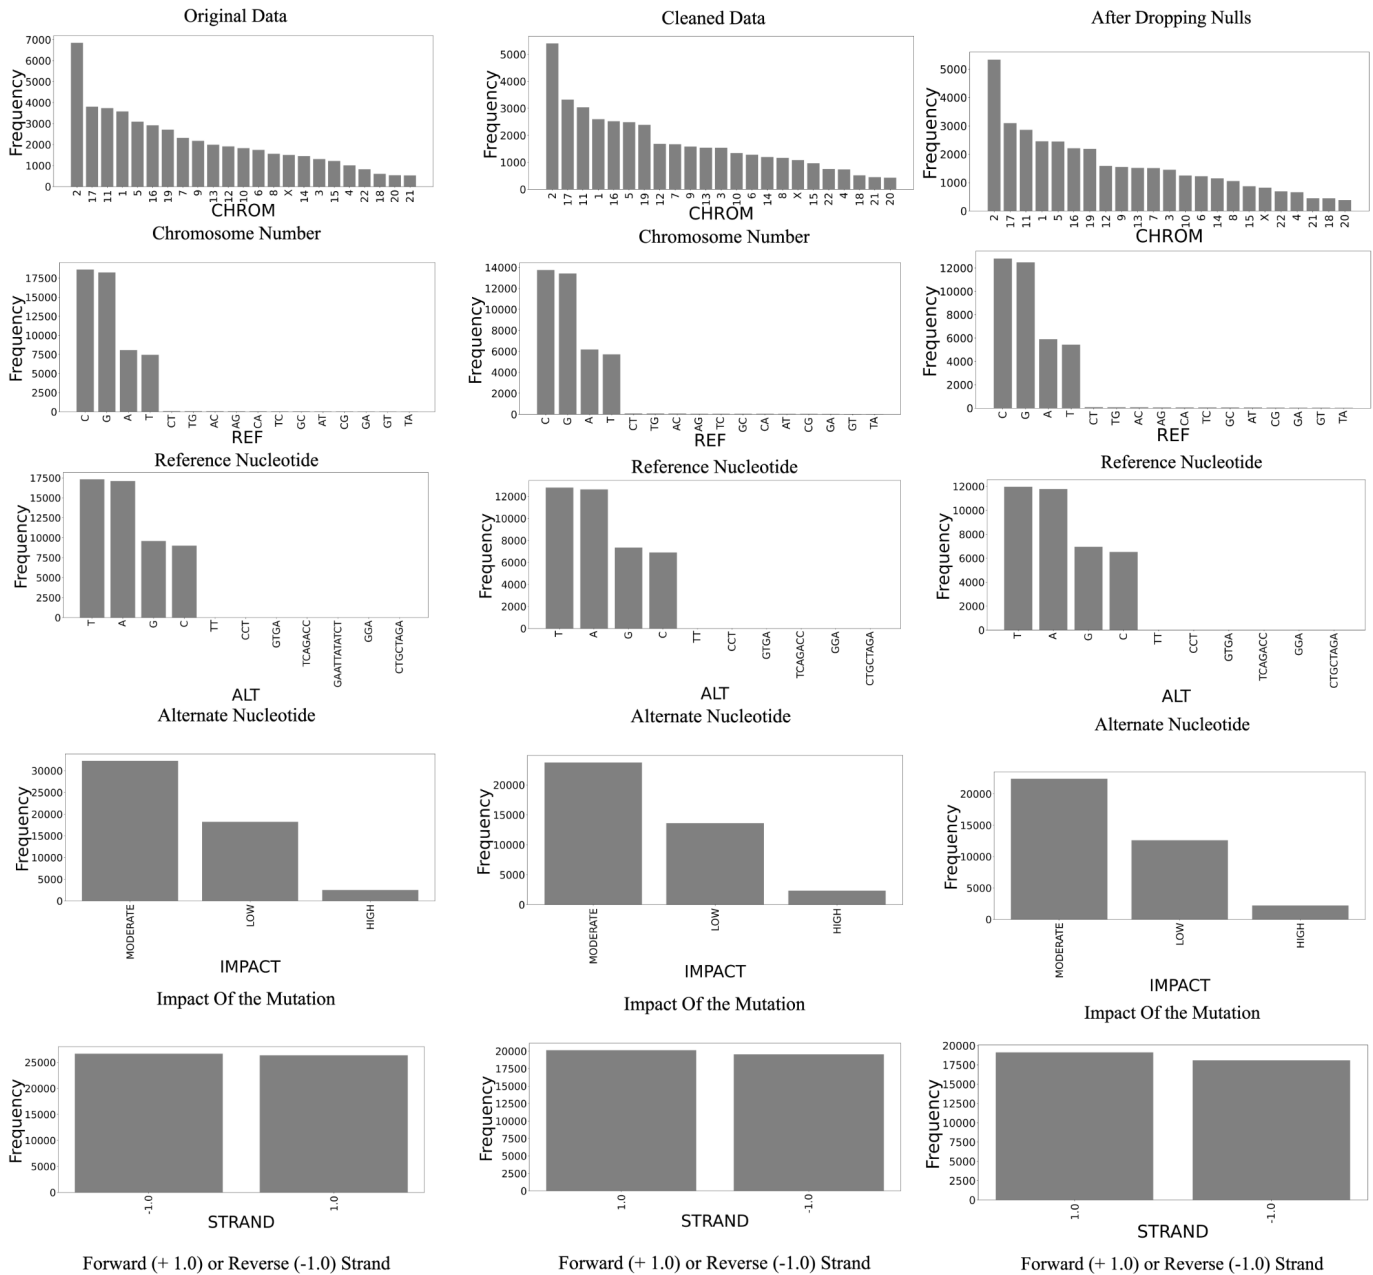 Original Data
Cleaned Data
After Dropping Nulls
Frequency
7000
6000
5000
4000
3000
2000
1000
0
2 17 11 1 5 16 19 7 9 13 12 10 6 8 X 14 3 15 4 22 18 20 21
CHROM
Chromosome Number
Frequency
5000
4000
3000
2000
1000
0
2 17 11 1 16 5 19 12 7 9 13 3 10 6 14 8 X 15 22 4 18 21 20
CHROM
Chromosome Number
Frequency
5000
4000
3000
2000
1000
0
2 17 11 1 5 16 19 12 9 13 7 3 10 6 14 8 15 X 22 4 21 18 20
CHROM
Frequency
17500
15000
12500
10000
7500
5000
2500
0
C G A T CT TG AC AG CA TC GC AT CG GA GT TA
REF
Reference Nucleotide
Frequency
14000
12000
10000
8000
6000
4000
2000
0
C G A T CT TG AC AG TC GC CA AT CG GA GT TA
REF
Reference Nucleotide
Frequency
12000
10000
8000
6000
4000
2000
0
C G A T CT TG AC AG CA TC GC AT CG GA GT TA
REF
Reference Nucleotide
Frequency
17500
15000
12500
10000
7500
5000
2500
0
T A G C TT CCT GTGA TCAGACC GAATTATCT GGA CTGCTAGA
ALT
Alternate Nucleotide
Frequency
12000
10000
8000
6000
4000
2000
0
T A G C TT CCT GTGA TCAGACC GGA CTGCTAGA
ALT
Alternate Nucleotide
Frequency
12000
10000
8000
6000
4000
2000
0
T A G C TT CCT GTGA TCAGACC GGA CTGCTAGA
ALT
Alternate Nucleotide
Frequency
30000
25000
20000
15000
10000
5000
0
MODERATE LOW HIGH
IMPACT
Impact Of the Mutation
Frequency
20000
15000
10000
5000
0
MODERATE LOW HIGH
IMPACT
Impact Of the Mutation
Frequency
20000
15000
10000
5000
0
MODERATE LOW HIGH
IMPACT
Impact Of the Mutation
Frequency
25000
20000
15000
10000
5000
0
-1.0 1.0
STRAND
Forward (+ 1.0) or Reverse (-1.0) Strand
Frequency
20000
17500
15000
12500
10000
7500
5000
2500
0
1.0 -1.0
STRAND
Forward (+ 1.0) or Reverse (-1.0) Strand
Frequency
20000
17500
15000
12500
10000
7500
5000
2500
0
1.0 -1.0
STRAND
Forward (+ 1.0) or Reverse (-1.0) Strand